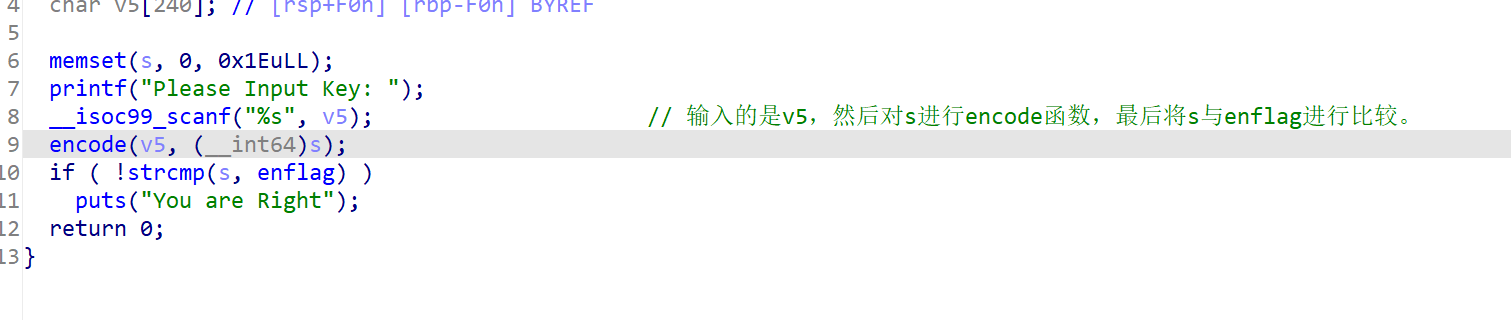 4 char v5[240]; // [rsp+F0h] [rbp-F0h] BYREF
5
6 memset(s, 0, 0x1EuLL);
7 printf("Please Input Key: ");
8 __isoc99_scanf("%s", v5); // 输入的是v5，然后对s进行encode函数，最后将s与enflag进行比较。
9 encode(v5, (__int64)s);
10 if ( !strcmp(s, enflag) )
11 puts("You are Right");
12 return 0;
13 }